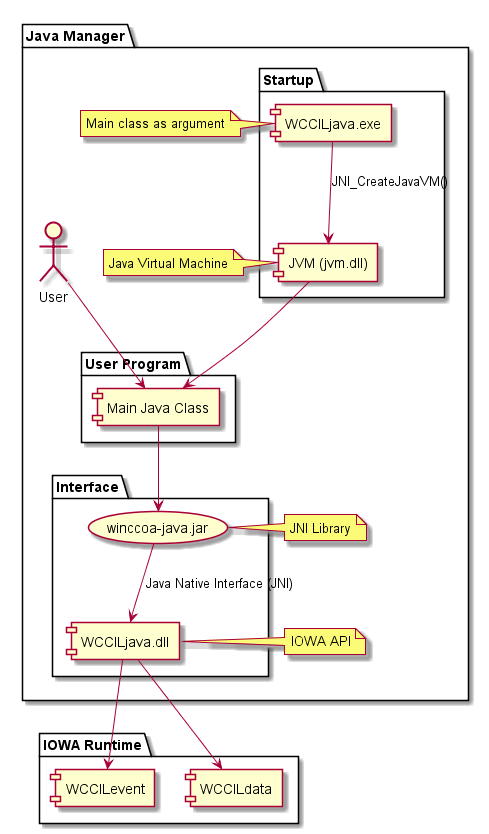 Java Manager
Startup
Main class as argument
WCCILjava.exe
JNI_CreateJavaVM()
Java Virtual Machine
JVM (jvm.dll)
User
User Program
Main Java Class
Interface
winccoa-java.jar
JNI Library
Java Native Interface (JNI)
WCCILjava.dll
IOWA API
IOWA Runtime
WCCILevent
WCCILdata